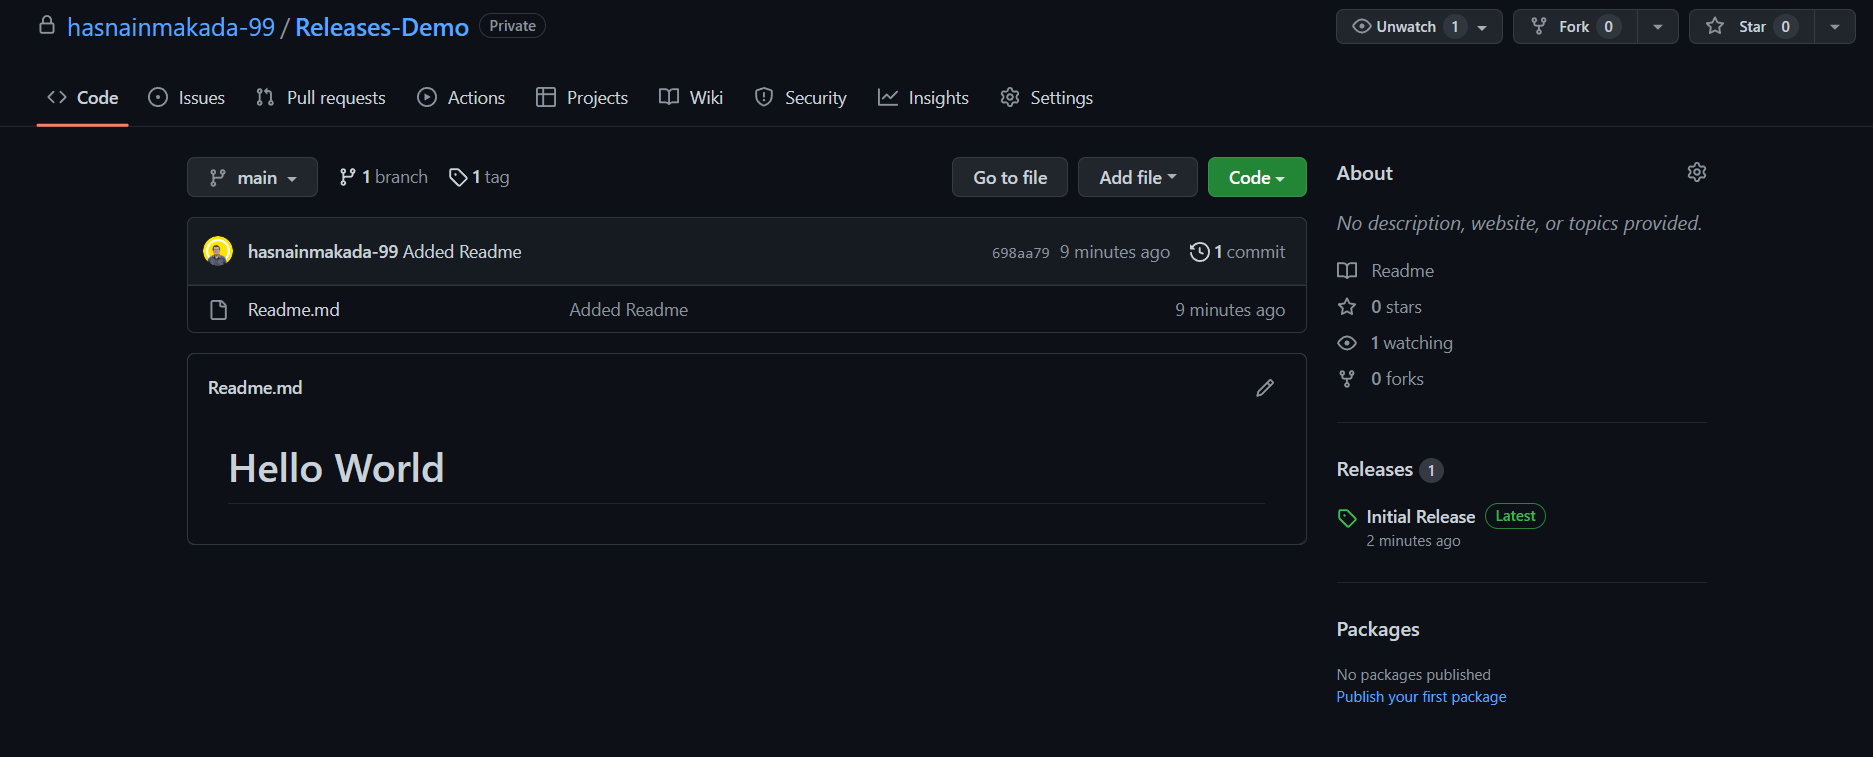 hasnainmakada-99 / Releases-Demo Private
Unwatch 1 Fork 0 Star 0
Code Issues Pull requests Actions Projects Wiki Security Insights Settings
main 1 branch 1 tag Go to file Add file Code
hasnainmakada-99 Added Readme 698aa79 9 minutes ago 1 commit
Readme.md Added Readme 9 minutes ago
Readme.md
Hello World
About
No description, website, or topics provided.
Readme
0 stars
1 watching
0 forks
Releases 1
Initial Release Latest
2 minutes ago
Packages
No packages published
Publish your first package